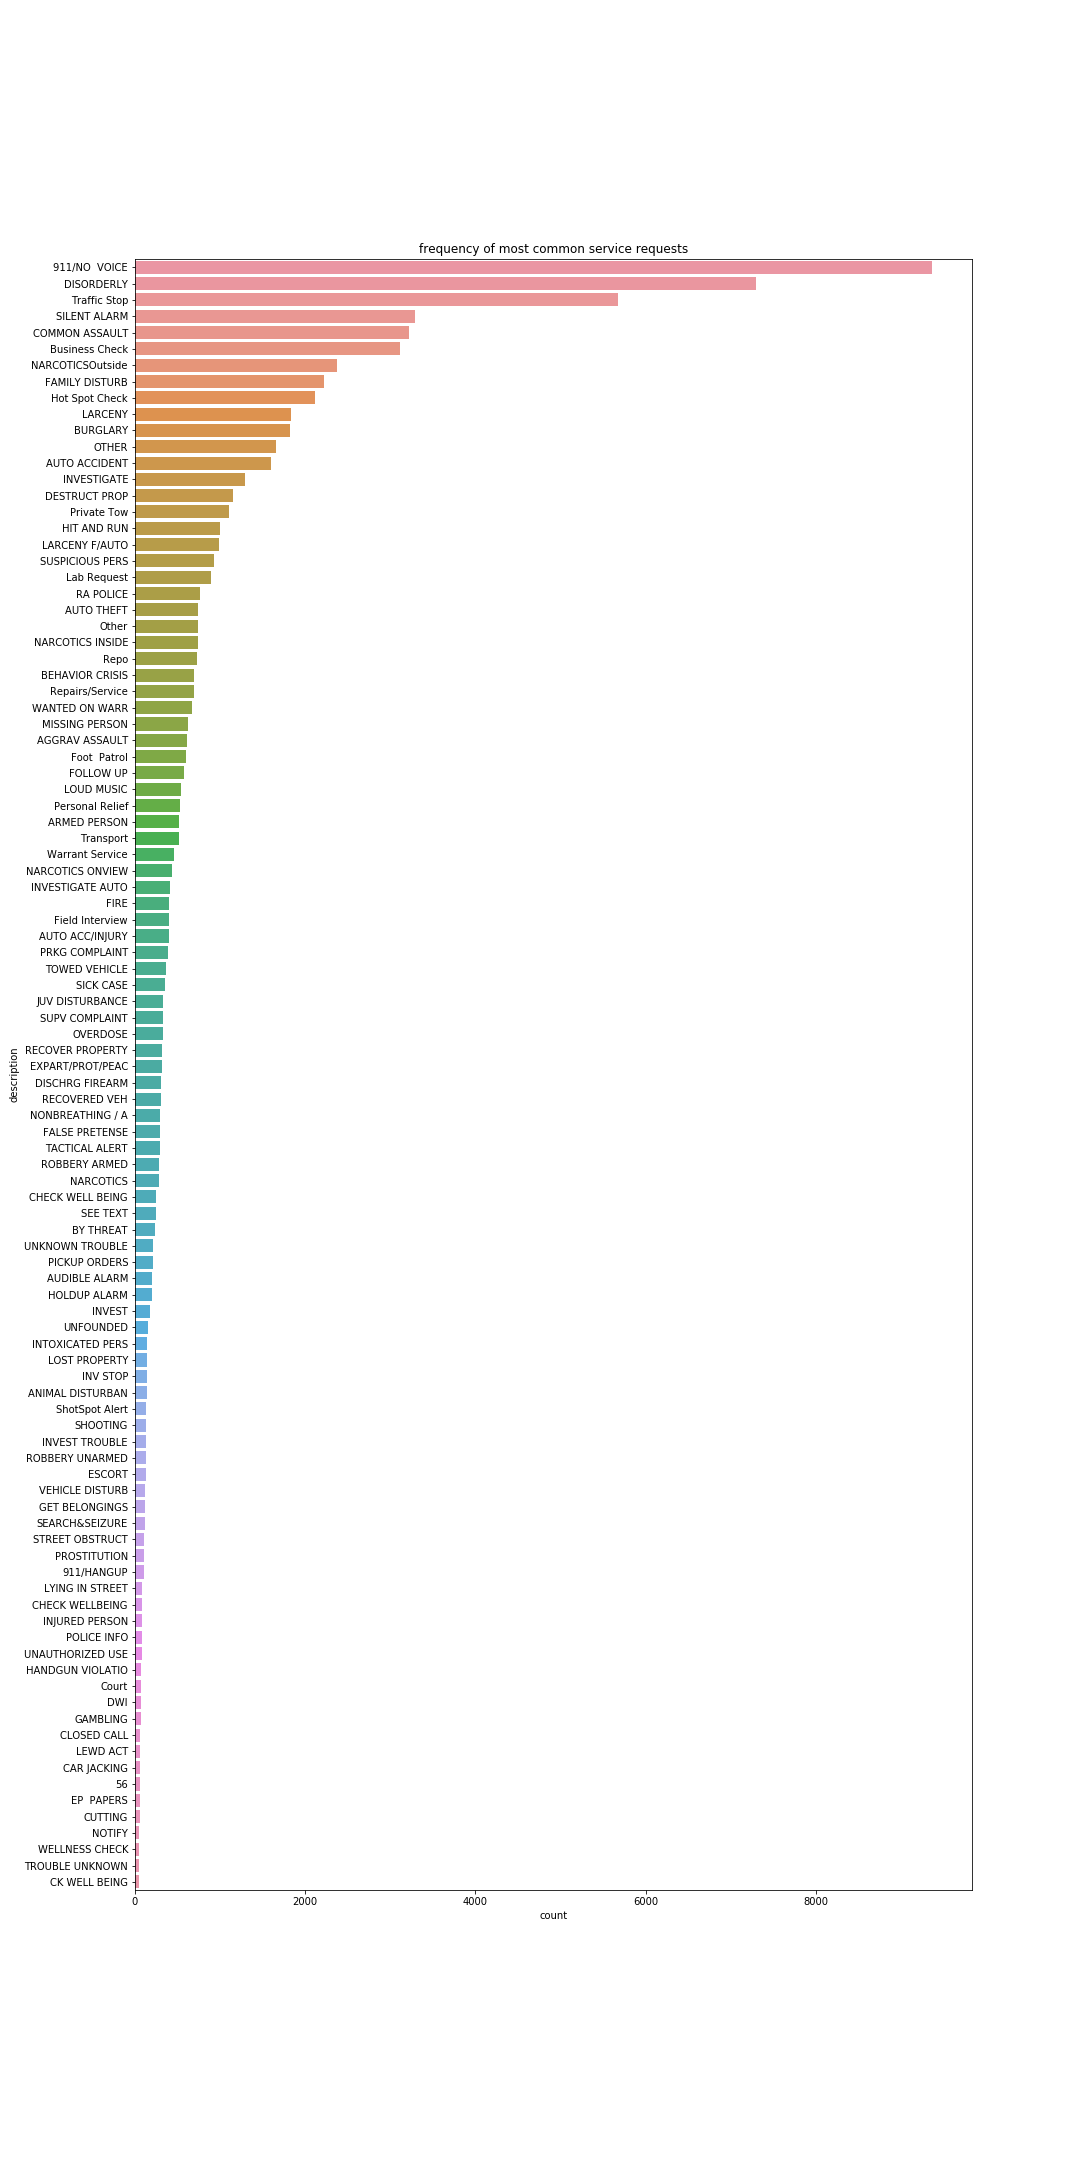 frequency of most common service requests
911/NO  VOICE
DISORDERLY
Traffic Stop
SILENT ALARM
COMMON ASSAULT
Business Check
NARCOTICSOutside
FAMILY DISTURB
Hot Spot Check
LARCENY
BURGLARY
OTHER
AUTO ACCIDENT
INVESTIGATE
DESTRUCT PROP
Private Tow
HIT AND RUN
LARCENY F/AUTO
SUSPICIOUS PERS
Lab Request
RA POLICE
AUTO THEFT
Other
NARCOTICS INSIDE
Repo
BEHAVIOR CRISIS
Repairs/Service
WANTED ON WARR
MISSING PERSON
AGGRAV ASSAULT
Foot  Patrol
FOLLOW UP
LOUD MUSIC
Personal Relief
ARMED PERSON
Transport
Warrant Service
NARCOTICS ONVIEW
INVESTIGATE AUTO
FIRE
Field Interview
AUTO ACC/INJURY
PRKG COMPLAINT
TOWED VEHICLE
SICK CASE
JUV DISTURBANCE
SUPV COMPLAINT
OVERDOSE
RECOVER PROPERTY
EXPART/PROT/PEAC
DISCHRG FIREARM
RECOVERED VEH
NONBREATHING / A
FALSE PRETENSE
TACTICAL ALERT
ROBBERY ARMED
NARCOTICS
CHECK WELL BEING
SEE TEXT
BY THREAT
UNKNOWN TROUBLE
PICKUP ORDERS
AUDIBLE ALARM
HOLDUP ALARM
INVEST
UNFOUNDED
INTOXICATED PERS
LOST PROPERTY
INV STOP
ANIMAL DISTURBAN
ShotSpot Alert
SHOOTING
INVEST TROUBLE
ROBBERY UNARMED
ESCORT
VEHICLE DISTURB
GET BELONGINGS
SEARCH&SEIZURE
STREET OBSTRUCT
PROSTITUTION
911/HANGUP
LYING IN STREET
CHECK WELLBEING
INJURED PERSON
POLICE INFO
UNAUTHORIZED USE
HANDGUN VIOLATIO
Court
DWI
GAMBLING
CLOSED CALL
LEWD ACT
CAR JACKING
56
EP  PAPERS
CUTTING
NOTIFY
WELLNESS CHECK
TROUBLE UNKNOWN
CK WELL BEING
description
0 2000 4000 6000 8000
count